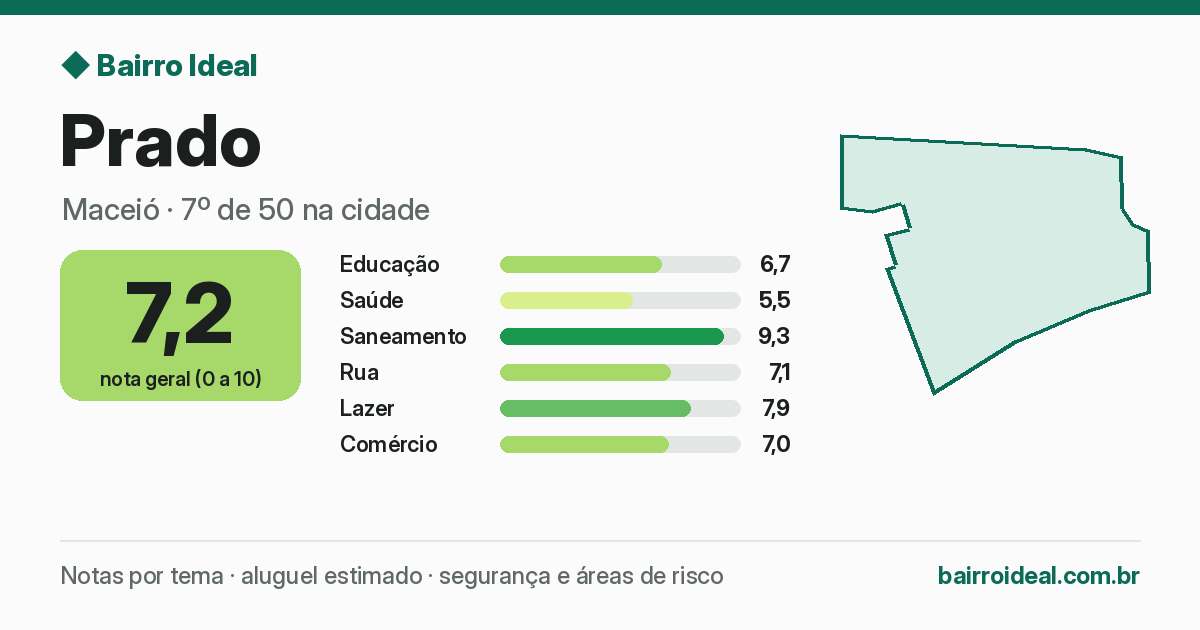 Bairro Ideal
Prado
Maceió · 7º de 50 na cidade
7,2
nota geral (0 a 10)
Educação 6,7
Saúde 5,5
Saneamento 9,3
Rua 7,1
Lazer 7,9
Comércio 7,0
Notas por tema · aluguel estimado · segurança e áreas de risco
bairroideal.com.br